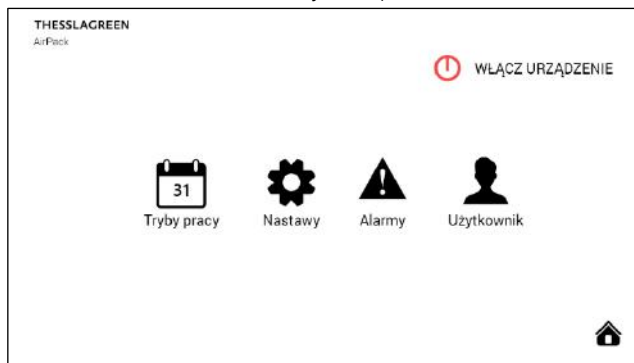 THESSLAGREEN
AirPack
WŁĄCZ URZĄDZENIE
31
Tryby pracy
Nastawy
Alarmy
Użytkownik